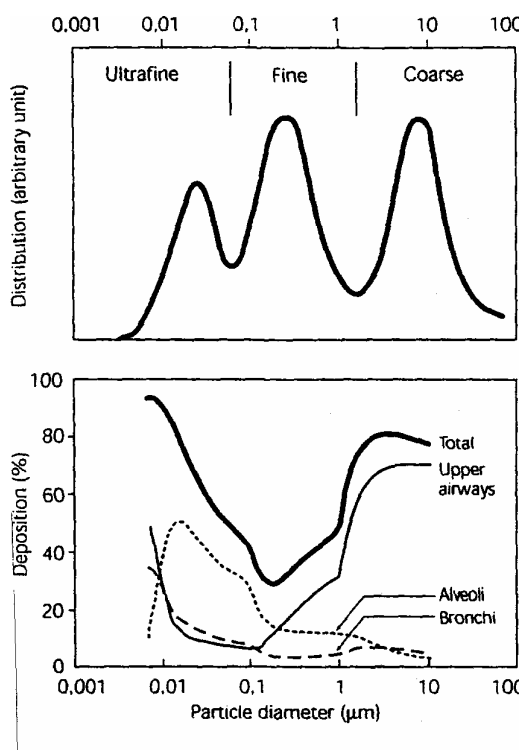 0,001 0,01 0,1 1 10 100
Ultrafine Fine Coarse
Distribution (arbitrary unit)
100
80
60
40
20
0
Deposition (%)
Total
Upper
airways
Alveoli
Bronchi
0,001 0,01 0,1 1 10 100
Particle diameter (μm)